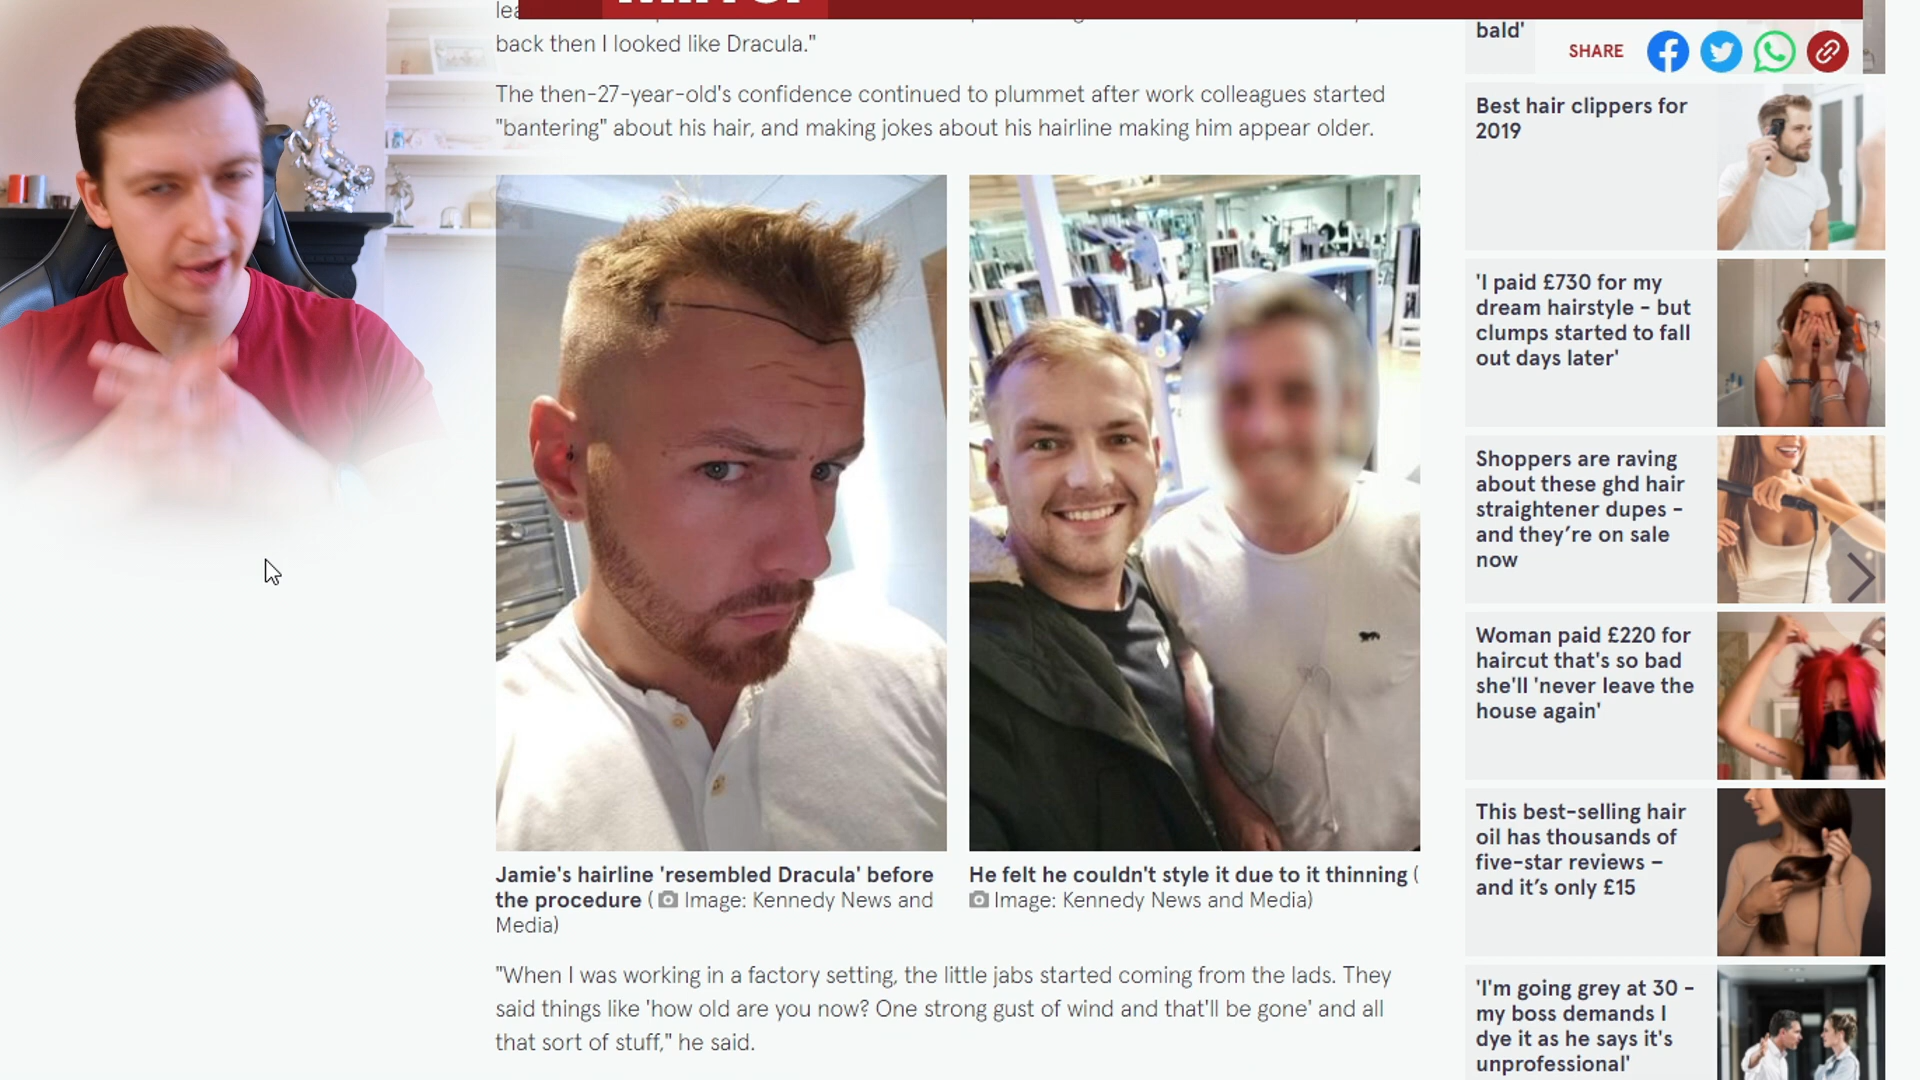 back then I looked like Dracula."
The then-27-year-old's confidence continued to plummet after work colleagues started
"bantering" about his hair, and making jokes about his hairline making him appear older.
Jamie's hairline 'resembled Dracula' before
the procedure ( Image: Kennedy News and
Media)
He felt he couldn't style it due to it thinning (
Image: Kennedy News and Media)
"When I was working in a factory setting, the little jabs started coming from the lads. They
said things like 'how old are you now? One strong gust of wind and that'll be gone' and all
that sort of stuff," he said.
bald'
SHARE
Best hair clippers for
2019
'I paid £730 for my
dream hairstyle - but
clumps started to fall
out days later'
Shoppers are raving
about these ghd hair
straightener dupes -
and they're on sale
now
Woman paid £220 for
haircut that's so bad
she'll 'never leave the
house again'
This best-selling hair
oil has thousands of
five-star reviews –
and it's only £15
'I'm going grey at 30 -
my boss demands I
dye it as he says it's
unprofessional'